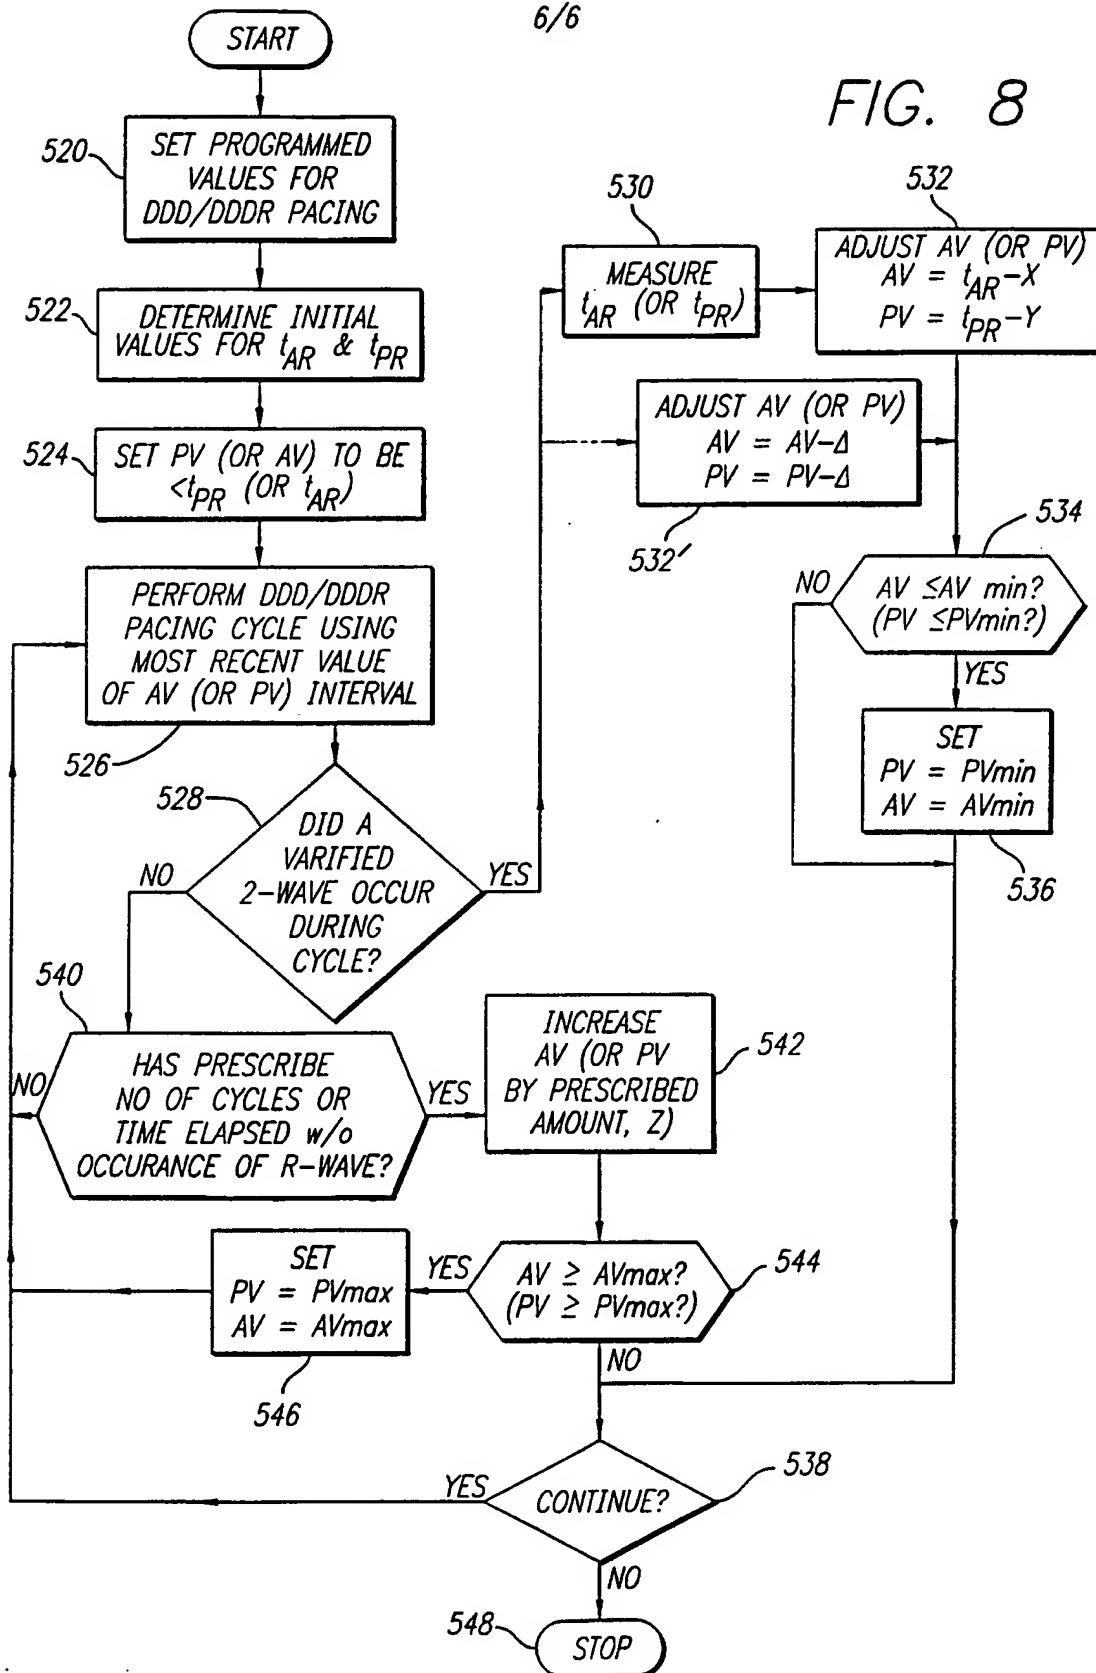 6/6
FIG. 8
START
520
SET PROGRAMMED
VALUES FOR
DDD/DDDR PACING
522
DETERMINE INITIAL
VALUES FOR tAR & tPR
524
SET PV (OR AV) TO BE
<tPR (OR tAR)
PERFORM DDD/DDDR
PACING CYCLE USING
MOST RECENT VALUE
OF AV (OR PV) INTERVAL
526
528
DID A
VARIFIED
2-WAVE OCCUR
DURING
CYCLE?
NO
YES
530
MEASURE
tAR (OR tPR)
532
ADJUST AV (OR PV)
AV = tAR-X
PV = tPR-Y
ADJUST AV (OR PV)
AV = AV-Δ
PV = PV-Δ
532'
534
AV ≤AV min?
(PV ≤PVmin?)
NO
YES
SET
PV = PVmin
AV = AVmin
536
540
HAS PRESCRIBE
NO OF CYCLES OR
TIME ELAPSED w/o
OCCURANCE OF R-WAVE?
NO
YES
INCREASE
AV (OR PV
BY PRESCRIBED
AMOUNT, Z)
542
AV ≥ AVmax?
(PV ≥ PVmax?)
544
YES
NO
SET
PV = PVmax
AV = AVmax
546
CONTINUE?
538
YES
NO
548
STOP